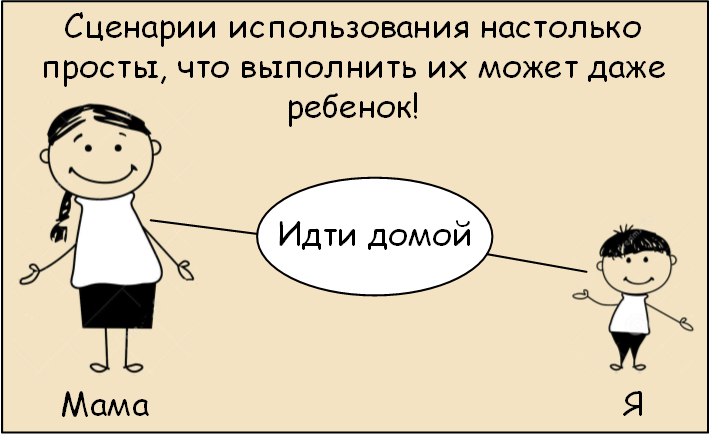 Сценарии использования настолько
просты, что выполнить их может даже
ребенок!
Идти домой
Мама
Я